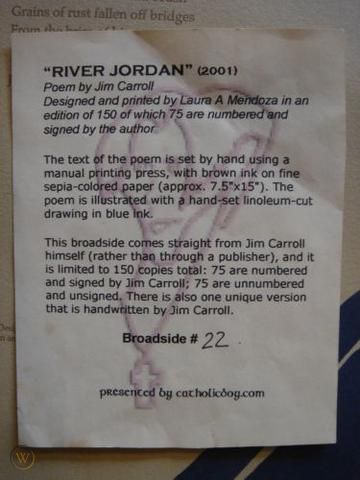 Grains of rust fallen off bridges
From the
"RIVER JORDAN" (2001)
Poem by Jim Carroll
Designed and printed by Laura A Mendoza in an
edition of 150 of which 75 are numbered and
signed by the author
The text of the poem is set by hand using a
manual printing press, with brown ink on fine
sepia-colored paper (approx. 7.5"x15"). The
poem is illustrated with a hand-set linoleum-cut
drawing in blue ink.
This broadside comes straight from Jim Carroll
himself (rather than through a publisher), and it
is limited to 150 copies total: 75 are numbered
and signed by Jim Carroll; 75 are unnumbered
and unsigned. There is also one unique version
that is handwritten by Jim Carroll.
Broadside # 22.
presented by catholicboy.com
W